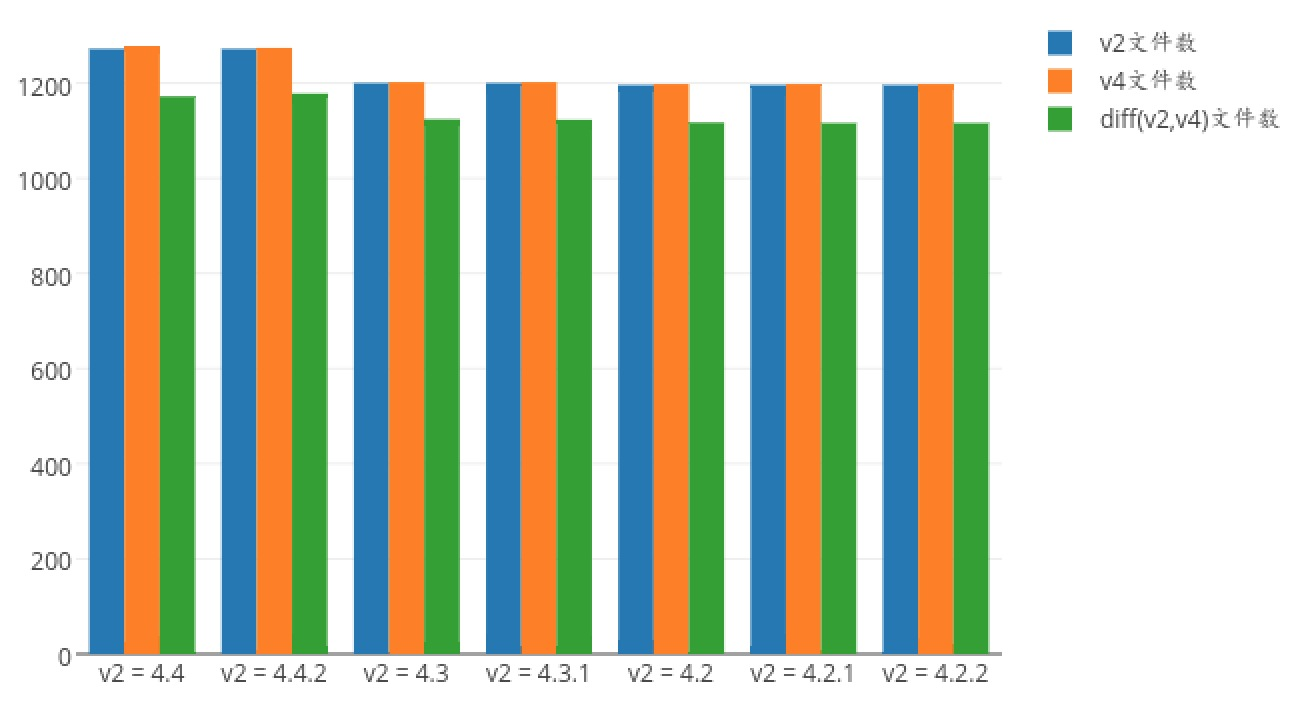 v2文件数
v4文件数
diff(v2,v4)文件数
1200
1000
800
600
400
200
0
v2 = 4.4 v2 = 4.4.2 v2 = 4.3 v2 = 4.3.1 v2 = 4.2 v2 = 4.2.1 v2 = 4.2.2